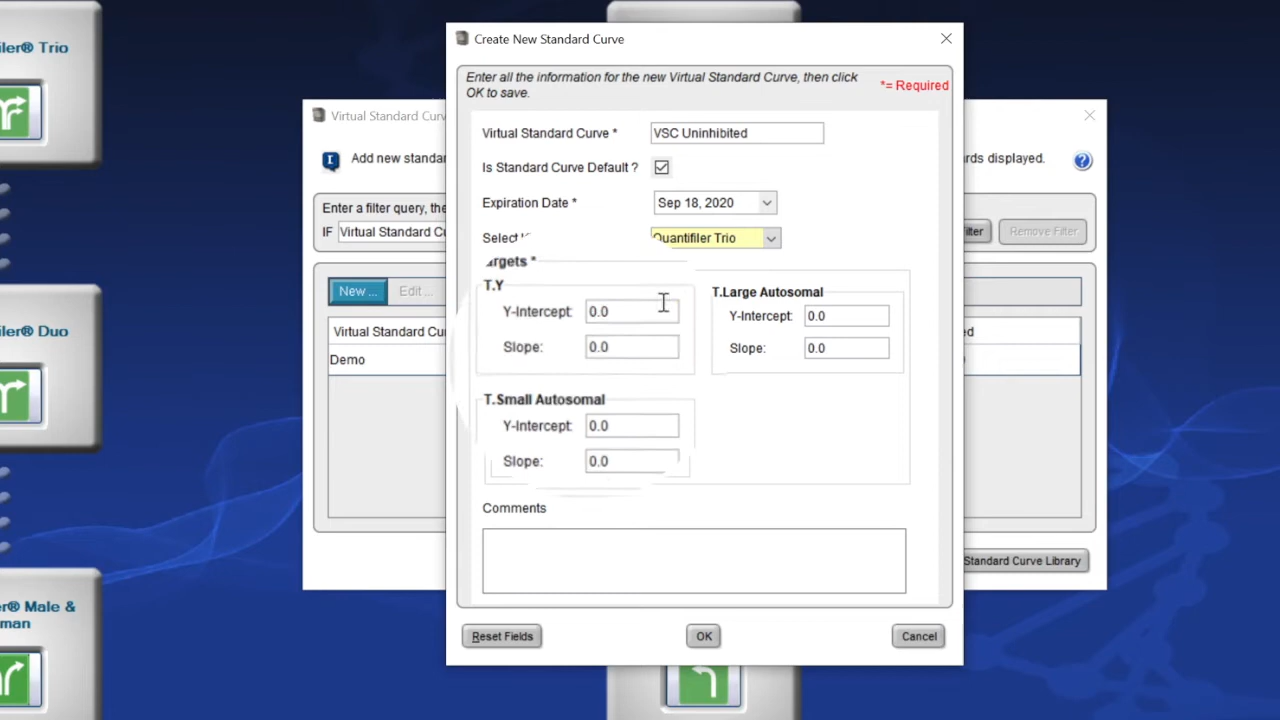 iler® Trio
iler® Duo
er® Male &
man
Virtual Standard Curv
Add new standar
rds displayed.
Enter a filter query, the
IF
Virtual Standard Cu
lter
Remove Filter
New ...
Edit ...
Virtual Standard Cur
ed
Demo
Standard Curve Library
Create New Standard Curve
Enter all the information for the new Virtual Standard Curve, then click
OK to save.
*= Required
Virtual Standard Curve *
VSC Uninhibited
Is Standard Curve Default ?
Expiration Date *
Sep 18, 2020
Quantifiler Trio
argets *
T.Y
Y-Intercept: 0.0
Slope: 0.0
T.Large Autosomal
Y-Intercept: 0.0
Slope: 0.0
T.Small Autosomal
Y-Intercept: 0.0
Slope: 0.0
Comments
Reset Fields
OK
Cancel